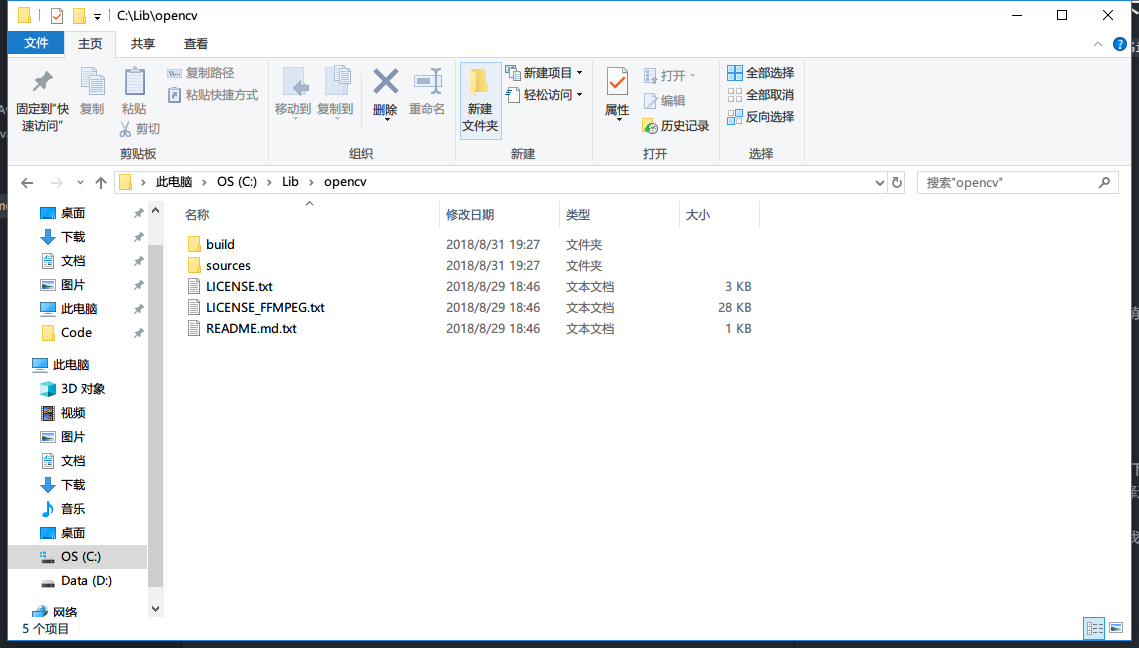 C:\Lib\opencv
文件 主页 共享 查看
固定到"快速访问"
复制
粘贴
复制路径
粘贴快捷方式
剪切
剪贴板
移动到
复制到
删除
重命名
组织
新建
文件夹
新建项目
轻松访问
新建
属性
打开
编辑
历史记录
打开
全部选择
全部取消
反向选择
选择
此电脑 OS (C:) Lib opencv
搜索"opencv"
桌面
下载
文档
图片
此电脑
Code
此电脑
3D 对象
视频
图片
文档
下载
音乐
桌面
OS (C:)
Data (D:)
网络
名称 修改日期 类型 大小
build 2018/8/31 19:27 文件夹
sources 2018/8/31 19:27 文件夹
LICENSE.txt 2018/8/29 18:46 文本文档 3 KB
LICENSE_FFMPEG.txt 2018/8/29 18:46 文本文档 28 KB
README.md.txt 2018/8/29 18:46 文本文档 1 KB
5 个项目